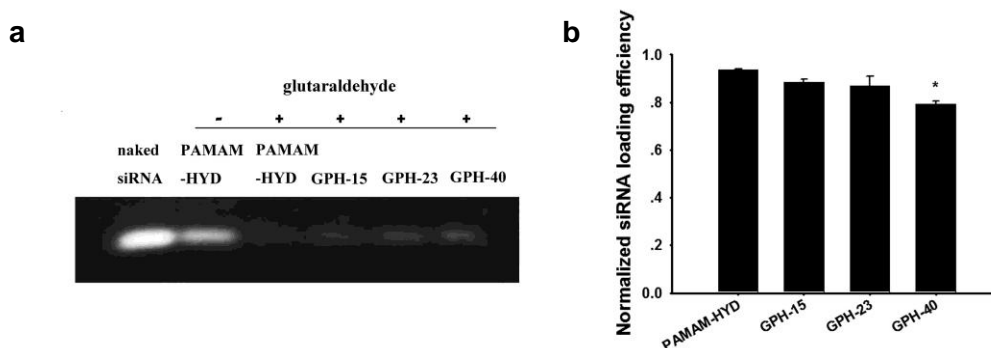 a
glutaraldehyde
- + + + +
naked PAMAM PAMAM
siRNA -HYD -HYD GPH-15 GPH-23 GPH-40
b
Normalized siRNA loading efficiency
1.0
.8
.6
.4
.2
0.0
*
PAMAM-HYD GPH-15 GPH-23 GPH-40